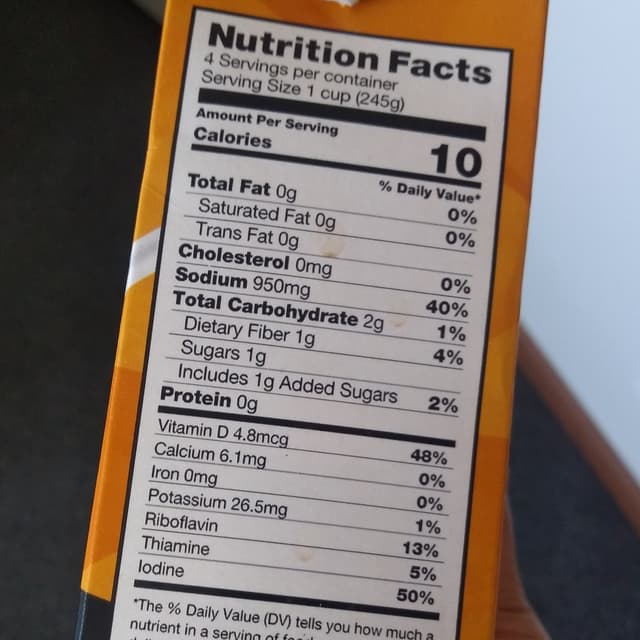 Nutrition Facts
4 Servings per container
Serving Size 1 cup (245g)
Amount Per Serving
Calories 10
% Daily Value*
Total Fat 0g 0%
Saturated Fat 0g 0%
Trans Fat 0g
Cholesterol 0mg 0%
Sodium 950mg 40%
Total Carbohydrate 2g 1%
Dietary Fiber 1g 4%
Sugars 1g
Includes 1g Added Sugars 2%
Protein 0g
Vitamin D 4.8mcg 48%
Calcium 6.1mg 0%
Iron 0mg 0%
Potassium 26.5mg 1%
Riboflavin 13%
Thiamine 5%
Iodine 50%
*The % Daily Value (DV) tells you how much a
nutrient in a serving of